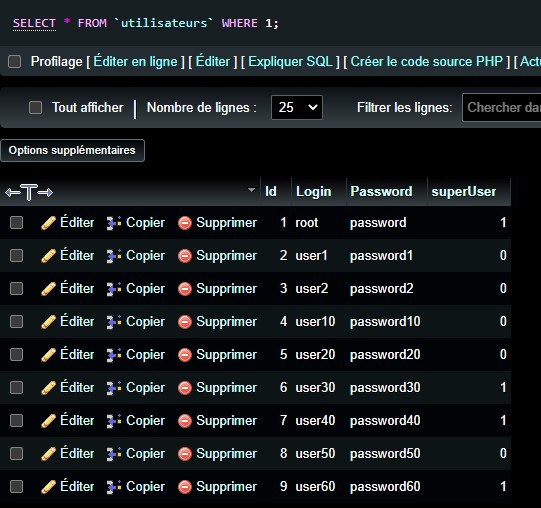 SELECT * FROM `utilisateurs` WHERE 1;
Profilage [ Éditer en ligne ] [ Éditer ] [ Expliquer SQL ] [ Créer le code source PHP ] [ Actu
Tout afficher | Nombre de lignes : 25 Filtrer les lignes: Chercher dan
Options supplémentaires
Id Login Password superUser
Éditer Copier Supprimer 1 root password 1
Éditer Copier Supprimer 2 user1 password1 0
Éditer Copier Supprimer 3 user2 password2 0
Éditer Copier Supprimer 4 user10 password10 0
Éditer Copier Supprimer 5 user20 password20 0
Éditer Copier Supprimer 6 user30 password30 1
Éditer Copier Supprimer 7 user40 password40 1
Éditer Copier Supprimer 8 user50 password50 0
Éditer Copier Supprimer 9 user60 password60 1